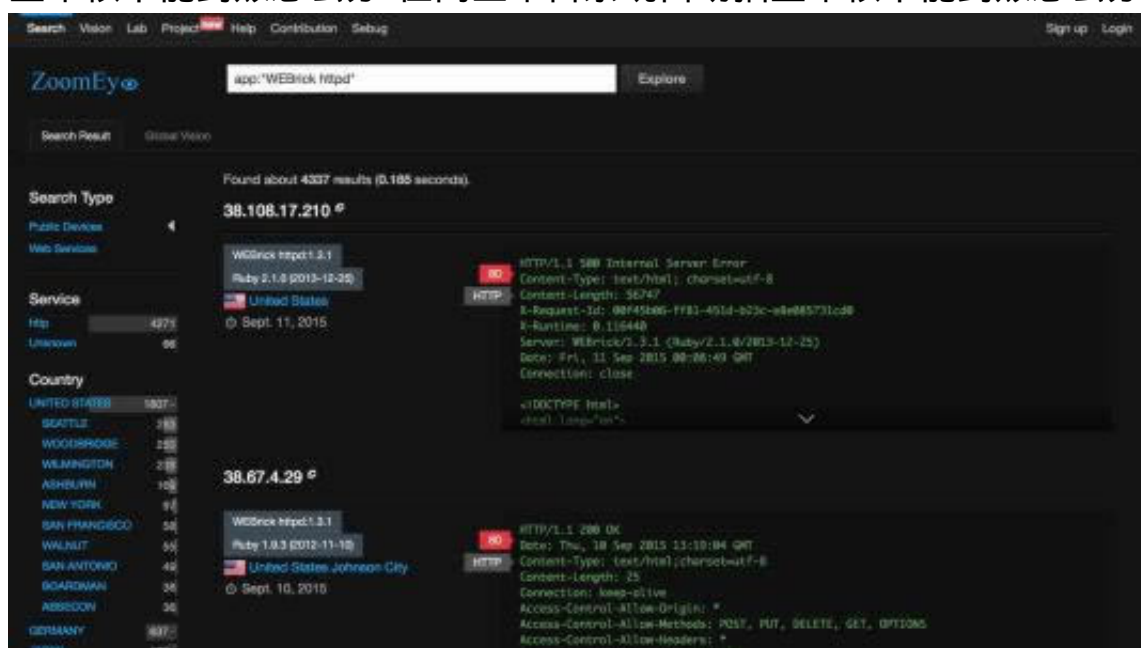 Search Vision Lab Project New Help Contribution Sebug Sign up Login
ZoomEye
app:"WEBrick httpd"
Explore
Search Result Global Vision
Found about 4337 results (0.185 seconds).
Search Type
Public Devices
Web Services
Service
Http 4271
Unknown 66
Country
UNITED STATES 1807
SEATTLE
WOODBRIDGE
WILMINGTON
ASHBURN
NEW YORK
SAN FRANCISCO
WALNUT
SAN ANTONIO
BOARDMAN
ABSECON
GERMANY
38.108.17.210
WEBrick httpd:1.3.1
Ruby 2.1.0 (2013-12-25)
United States
Sept. 11, 2015
80
HTTP
HTTP/1.1 500 Internal Server Error
Content-Type: text/html; charset=utf-8
Content-Length: 56747
X-Runtime: 0.116440
Server: WEBrick/1.3.1 (Ruby/2.1.0/2013-12-25)
Date: Fri, 11 Sep 2015 00:06:49 GMT
Connection: close
<!DOCTYPE html>
<html lang="en">
38.67.4.29
WEBrick httpd:1.3.1
Ruby 1.9.3 (2012-11-10)
United States Johnson City
Sept. 10, 2015
80
HTTP
HTTP/1.1 200 OK
Date: Thu, 10 Sep 2015 13:19:04 GMT
Content-Type: text/html;charset=utf-8
Content-Length: 25
Connection: keep-alive
Access-Control-Allow-Origin: *
Access-Control-Allow-Methods: POST, PUT, DELETE, GET, OPTIONS
Access-Control-Allow-Headers: *